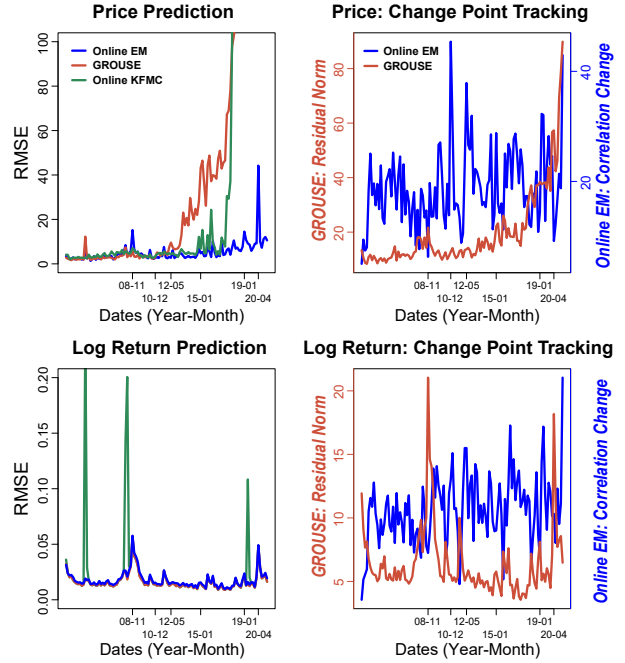 Price Prediction
Price: Change Point Tracking
RMSE
100
80
60
40
20
0
Online EM
GROUSE
Online KFMC
08-11
10-12
12-05
15-01
19-01
20-04
Dates (Year-Month)
GROUSE: Residual Norm
80
60
40
20
Online EM
GROUSE
40
20
Online EM: Correlation Change
08-11
10-12
12-05
15-01
19-01
20-04
Dates (Year-Month)
Log Return Prediction
Log Return: Change Point Tracking
RMSE
0.20
0.15
0.10
0.05
0.00
08-11
10-12
12-05
15-01
19-01
20-04
Dates (Year-Month)
GROUSE: Residual Norm
20
15
10
5
Online EM: Correlation Change
08-11
10-12
12-05
15-01
19-01
20-04
Dates (Year-Month)